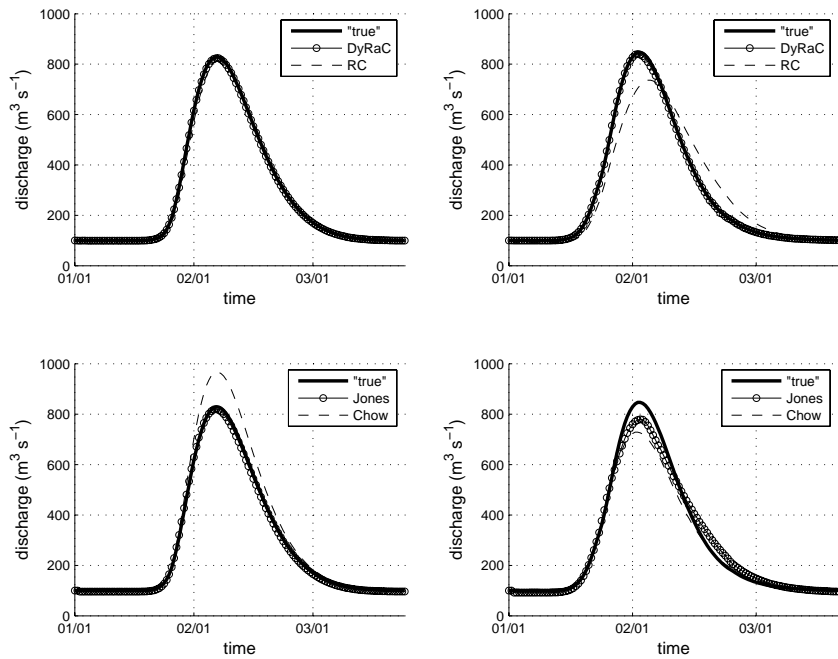 1000
800
600
400
200
0
discharge (m³ s⁻¹)
01/01
02/01
03/01
time
"true"
DyRaC
RC
1000
800
600
400
200
0
discharge (m³ s⁻¹)
01/01
02/01
03/01
time
"true"
DyRaC
RC
1000
800
600
400
200
0
discharge (m³ s⁻¹)
01/01
02/01
03/01
time
"true"
Jones
Chow
1000
800
600
400
200
0
discharge (m³ s⁻¹)
01/01
02/01
03/01
time
"true"
Jones
Chow